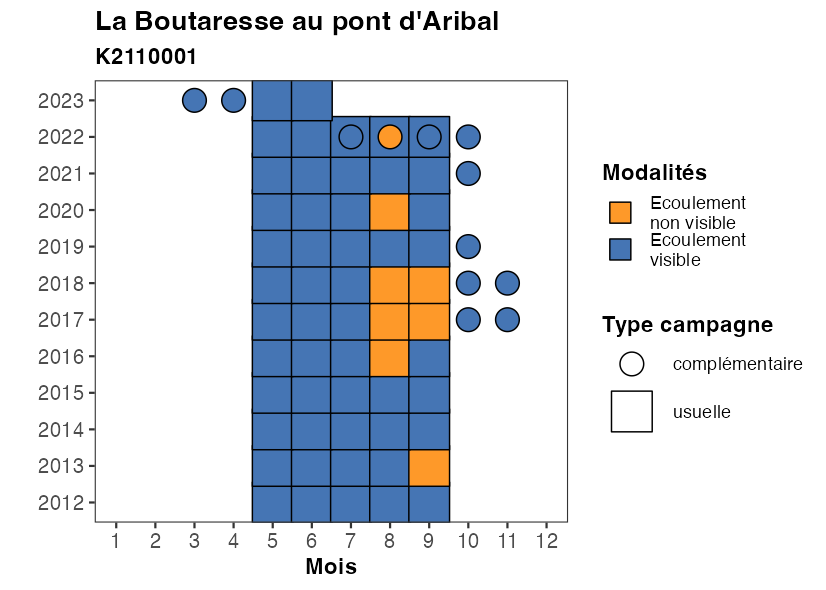 La Boutaresse au pont d'Aribal
K2110001
2023
2022
2021
2020
2019
2018
2017
2016
2015
2014
2013
2012
1 2 3 4 5 6 7 8 9 10 11 12
Mois
Modalités
Ecoulement
non visible
Ecoulement
visible
Type campagne
complémentaire
usuelle